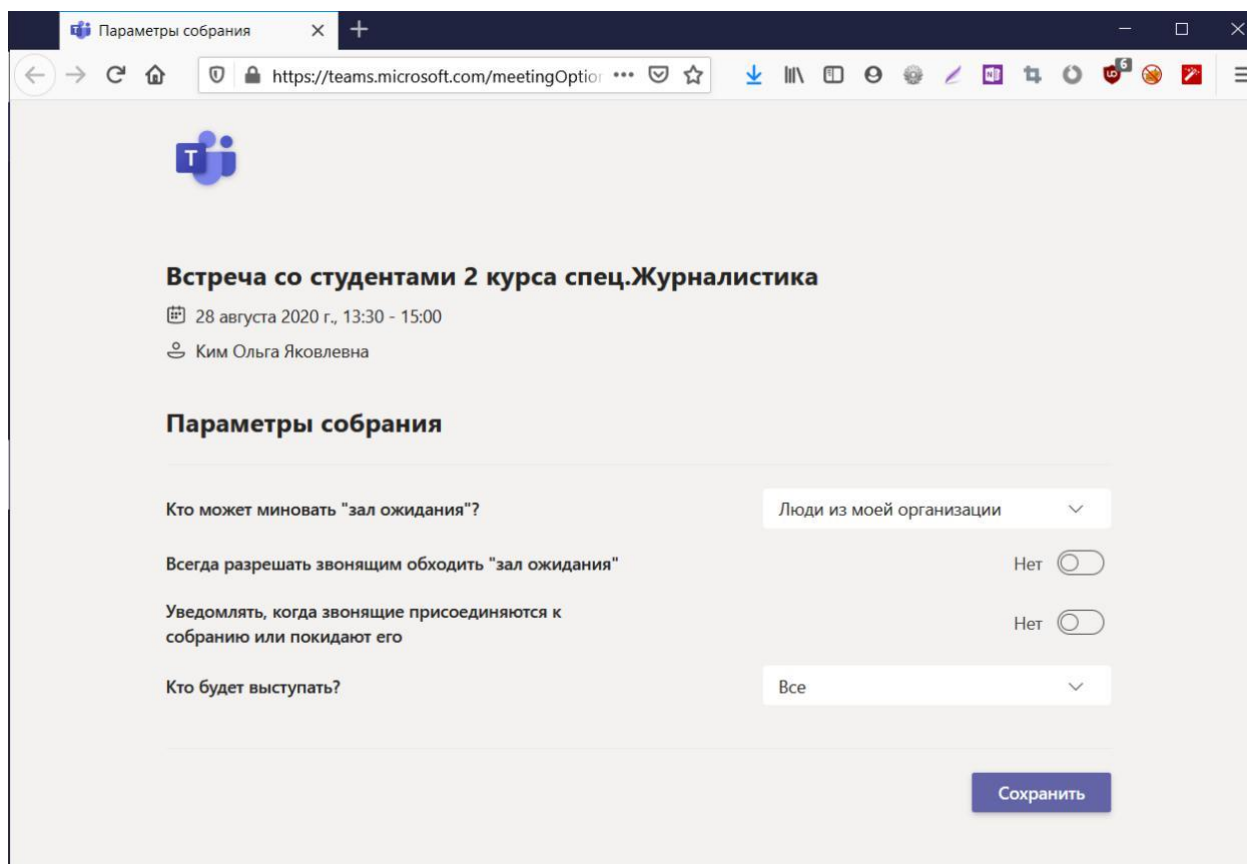 Параметры собрания
https://teams.microsoft.com/meetingOption
6
T
Встреча со студентами 2 курса спец.Журналистика
28 августа 2020 г., 13:30 - 15:00
Ким Ольга Яковлевна
Параметры собрания
Кто может миновать "зал ожидания"?
Люди из моей организации
Всегда разрешать звонящим обходить "зал ожидания"
Нет
Уведомлять, когда звонящие присоединяются к
собранию или покидают его
Нет
Кто будет выступать?
Все
Сохранить